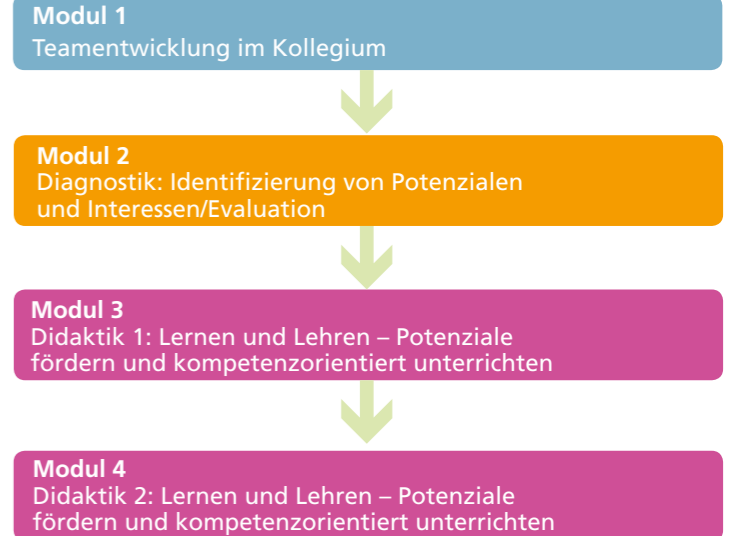 Modul 1
Teamentwicklung im Kollegium
Modul 2
Diagnostik: Identifizierung von Potenzialen
und Interessen/Evaluation
Modul 3
Didaktik 1: Lernen und Lehren – Potenziale
fördern und kompetenzorientiert unterrichten
Modul 4
Didaktik 2: Lernen und Lehren – Potenziale
fördern und kompetenzorientiert unterrichten